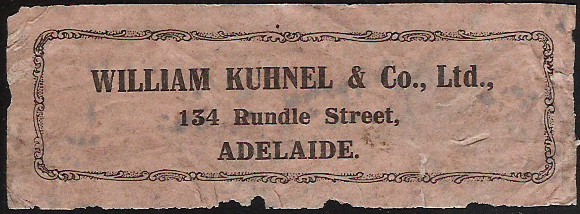 WILLIAM KUHNEL & Co., Ltd.,
134 Rundle Street,
ADELAIDE.